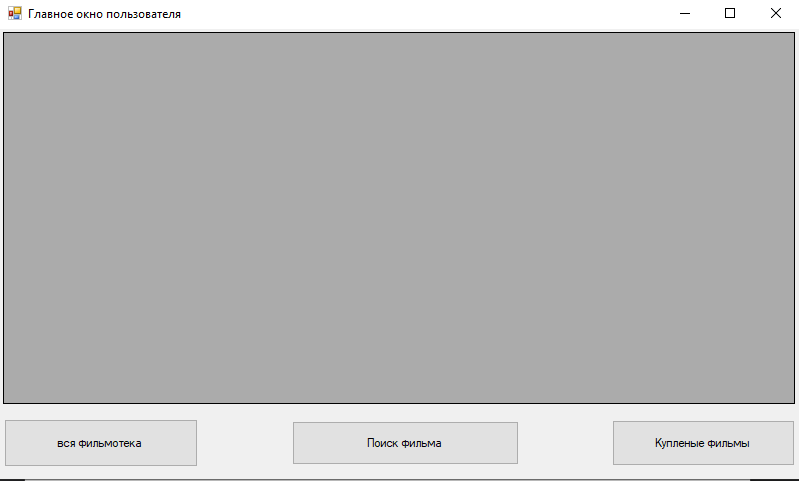 Главное окно пользователя
вся фильмотека
Поиск фильма
Купленые фильмы